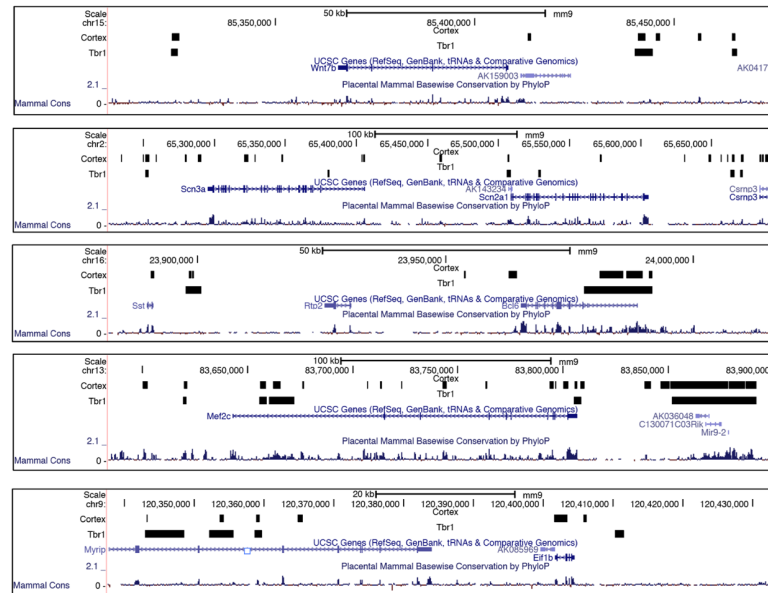 Scale 50 kb mm9
chr15: 85,350,000 85,400,000 85,450,000
Cortex
Cortex
Tbr1
Tbr1
UCSC Genes (RefSeq, GenBank, tRNAs & Comparative Genomics)
Wnt7b AK0417
AK159003
Placental Mammal Basewise Conservation by PhyloP
2.1
Mammal Cons 0
Scale 100 kb mm9
chr2: 65,300,000 65,350,000 65,400,000 65,450,000 65,500,000 65,550,000 65,600,000 65,650,000
Cortex
Cortex
Tbr1
Tbr1
UCSC Genes (RefSeq, GenBank, tRNAs & Comparative Genomics)
Scn3a AK143234 Csrnp3
Scn2a1 Csrnp3
Placental Mammal Basewise Conservation by PhyloP
2.1
Mammal Cons 0
Scale 50 kb mm9
chr16: 23,900,000 23,950,000 24,000,000
Cortex
Cortex
Tbr1
Tbr1
UCSC Genes (RefSeq, GenBank, tRNAs & Comparative Genomics)
Sst Rtp2 Bcl6
Placental Mammal Basewise Conservation by PhyloP
2.1
Mammal Cons 0
Scale 100 kb mm9
chr13: 83,650,000 83,700,000 83,750,000 83,800,000 83,850,000 83,900,000
Cortex
Cortex
Tbr1
Tbr1
UCSC Genes (RefSeq, GenBank, tRNAs & Comparative Genomics)
Mef2c AK036048
C130071C03Rik
Mir9-2
Placental Mammal Basewise Conservation by PhyloP
2.1
Mammal Cons 0
Scale 20 kb mm9
chr9: 120,350,000 120,360,000 120,370,000 120,380,000 120,390,000 120,400,000 120,410,000 120,420,000 120,430,000
Cortex
Cortex
Tbr1
Tbr1
UCSC Genes (RefSeq, GenBank, tRNAs & Comparative Genomics)
Myrip AK085969
Eif1b
Placental Mammal Basewise Conservation by PhyloP
2.1
Mammal Cons 0